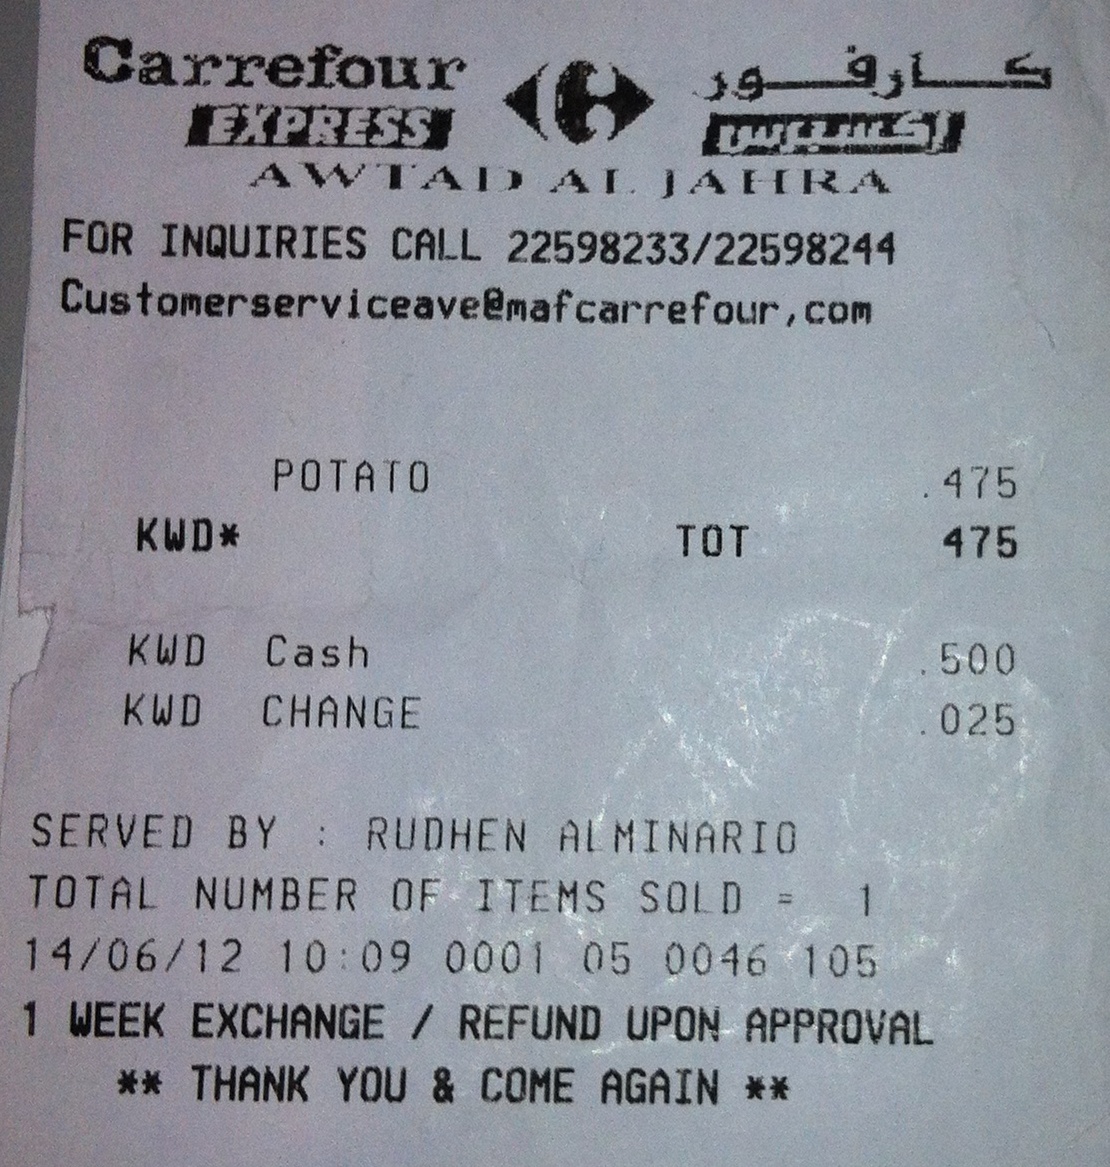 Carrefour كارفور
EXPRESS إكسبريس
AWTAD AL JAHRA
FOR INQUIRIES CALL 22598233/22598244
Customerserviceave@mafcarrefour,com
POTATO .475
KWD* TOT 475
KWD Cash .500
KWD CHANGE .025
SERVED BY : RUDHEN ALMINARIO
TOTAL NUMBER OF ITEMS SOLD = 1
14/06/12 10:09 0001 05 0046 105
1 WEEK EXCHANGE / REFUND UPON APPROVAL
** THANK YOU & COME AGAIN **